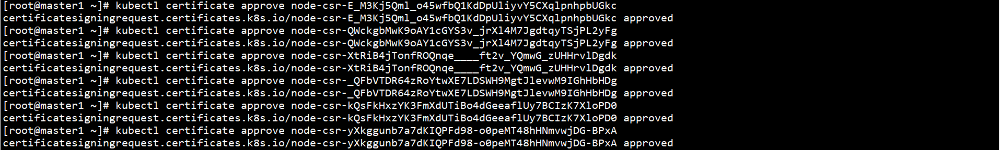 [root@master1 ~]# kubectl certificate approve node-csr-E_M3Kj5Qml_o45wfbQ1KdDpUliyvY5CXqlpnhpbUGkc
certificatesigningrequest.certificates.k8s.io/node-csr-E_M3Kj5Qml_o45wfbQ1KdDpUliyvY5CXqlpnhpbUGkc approved
[root@master1 ~]# kubectl certificate approve node-csr-QWckgbMwK9oAY1cGYS3v_jrXl4M7JgdtqyTSjPL2yFg
certificatesigningrequest.certificates.k8s.io/node-csr-QWckgbMwK9oAY1cGYS3v_jrXl4M7JgdtqyTSjPL2yFg approved
[root@master1 ~]# kubectl certificate approve node-csr-XtRiB4jTonfROQnqe____ft2v_YQmwG_zUHHrvlDgdk
certificatesigningrequest.certificates.k8s.io/node-csr-XtRiB4jTonfROQnqe____ft2v_YQmwG_zUHHrvlDgdk approved
[root@master1 ~]# kubectl certificate approve node-csr-_QFbVTDR64zRoYtwXE7LDSWH9MgtJlevwM9IGhHbHDg
certificatesigningrequest.certificates.k8s.io/node-csr-_QFbVTDR64zRoYtwXE7LDSWH9MgtJlevwM9IGhHbHDg approved
[root@master1 ~]# kubectl certificate approve node-csr-kQsFkHxzYK3FmXdUTiBo4dGeeaflUy7BCIzK7XloPD0
certificatesigningrequest.certificates.k8s.io/node-csr-kQsFkHxzYK3FmXdUTiBo4dGeeaflUy7BCIzK7XloPD0 approved
[root@master1 ~]# kubectl certificate approve node-csr-yXkggunb7a7dKIQPFd98-o0peMT48hHNmvwjDG-BPxA
certificatesigningrequest.certificates.k8s.io/node-csr-yXkggunb7a7dKIQPFd98-o0peMT48hHNmvwjDG-BPxA approved